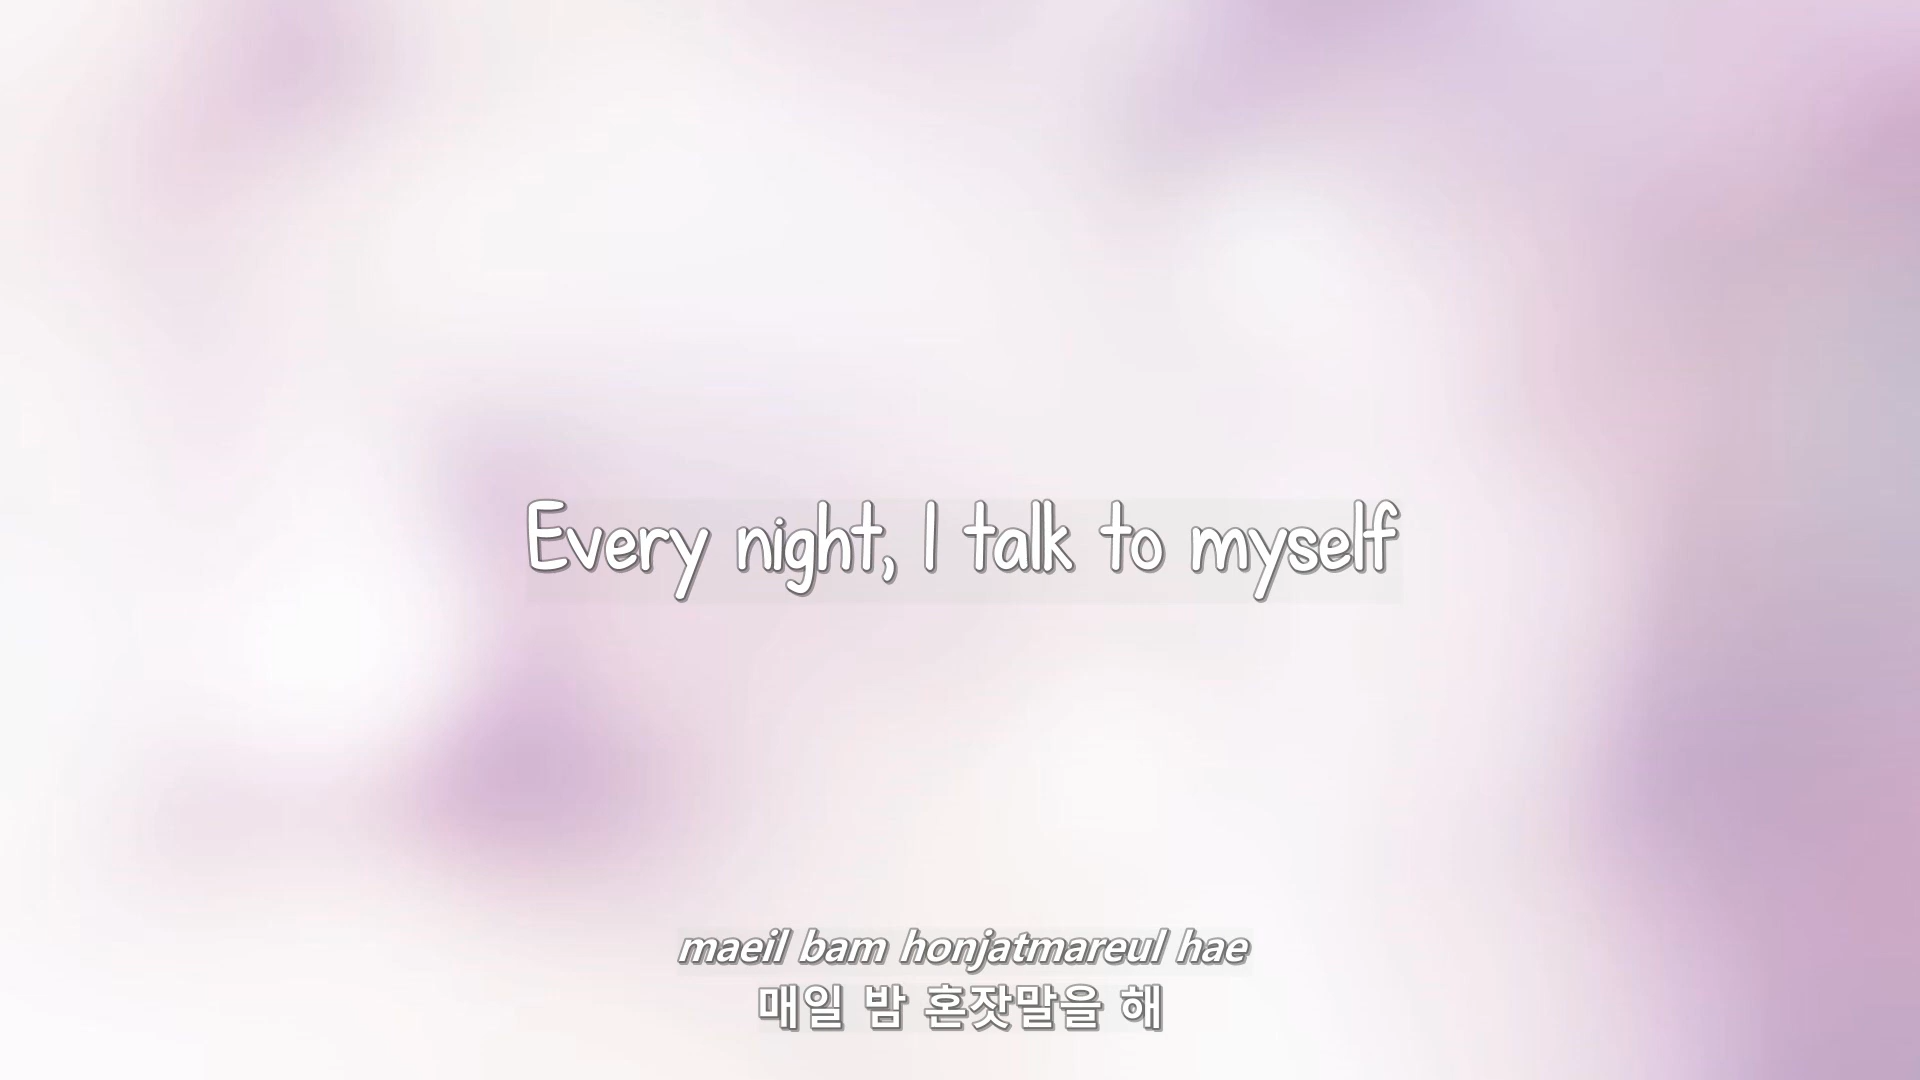 Every night, I talk to myself
maeil bam honjatmareul hae
매일 밤 혼잣말을 해